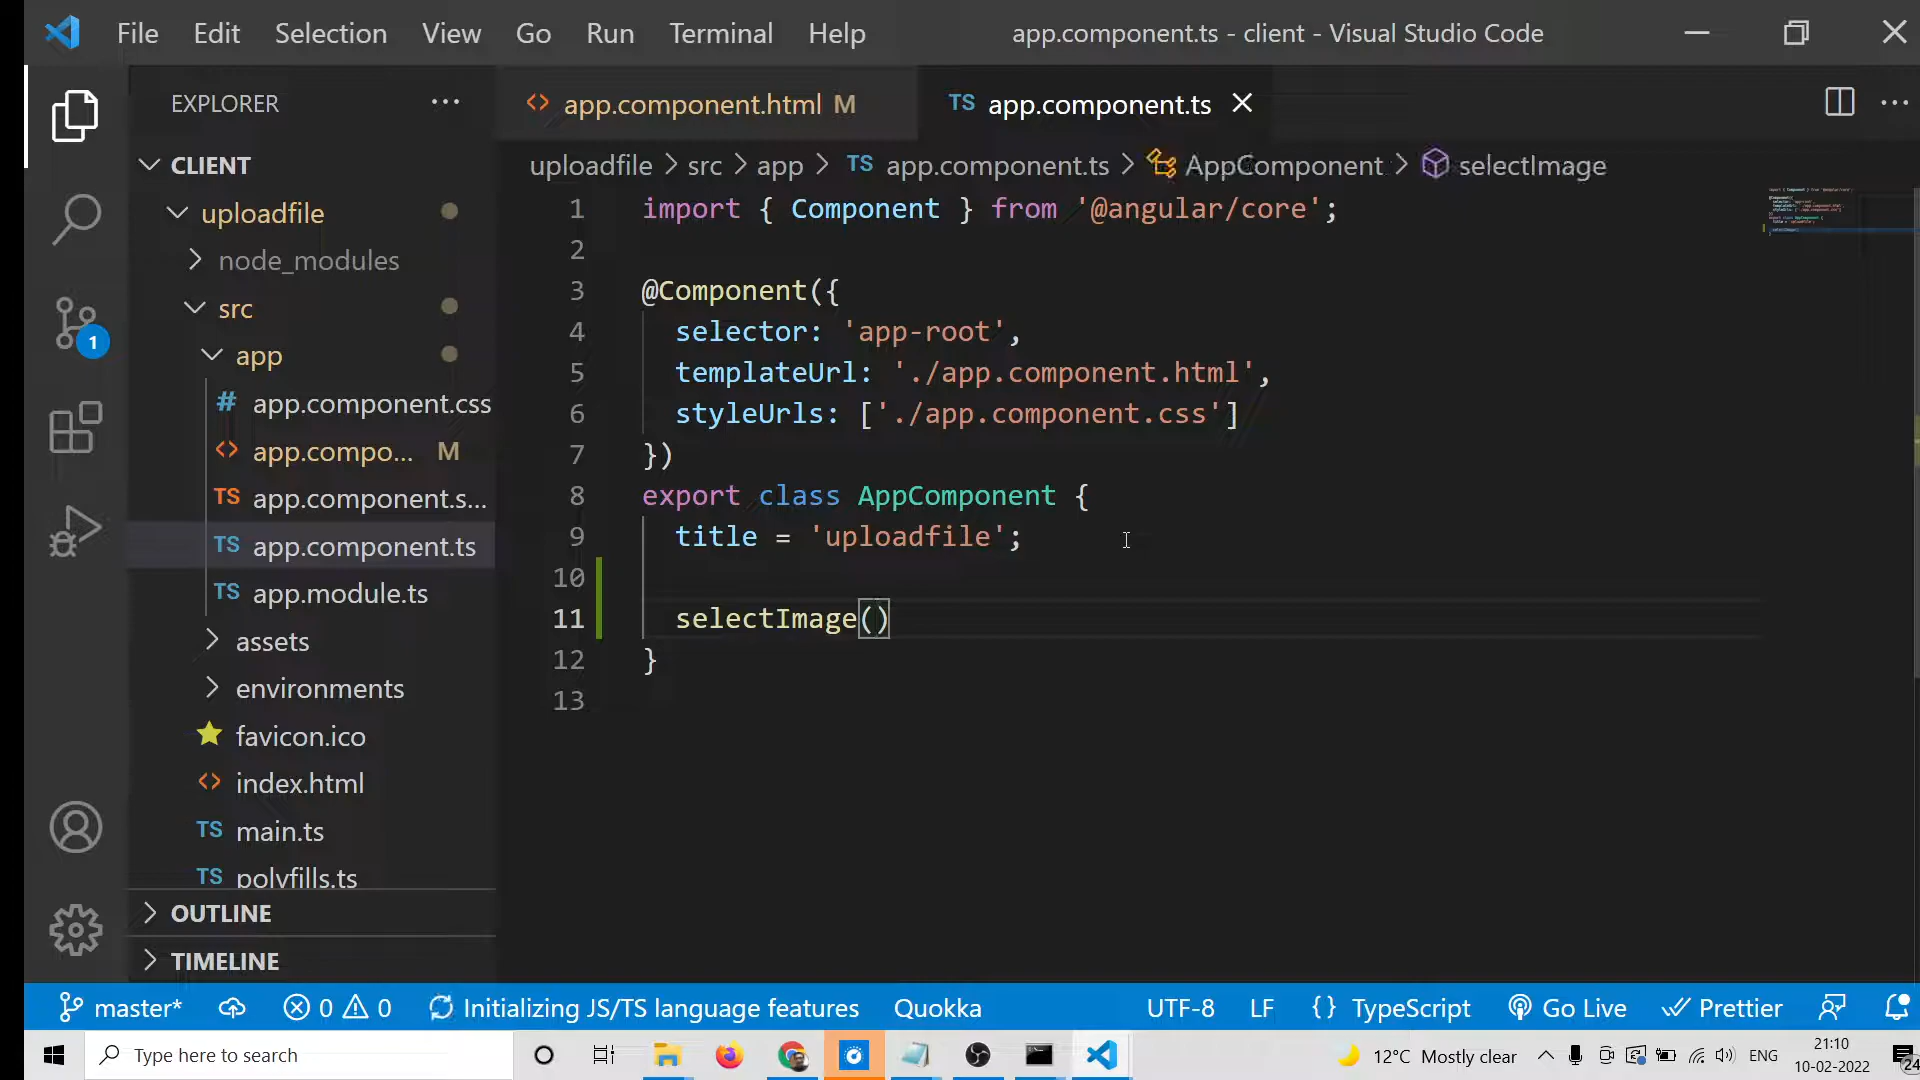 File Edit Selection View Go Run Terminal Help app.component.ts - client - Visual Studio Code
EXPLORER ···
<> app.component.html M
TS app.component.ts
CLIENT
uploadfile > src > app > TS app.component.ts > AppComponent > selectImage
uploadfile
node_modules
src
app
# app.component.css
<> app.compo... M
TS app.component.s...
TS app.component.ts
TS app.module.ts
assets
environments
favicon.ico
<> index.html
TS main.ts
TS polyfills.ts
OUTLINE
TIMELINE
1
1 import { Component } from '@angular/core';
2
3 @Component({
4 selector: 'app-root',
5 templateUrl: './app.component.html',
6 styleUrls: ['./app.component.css']
7 })
8 export class AppComponent {
9 title = 'uploadfile';
10
11 selectImage()
12 }
13
master* 0 0 Initializing JS/TS language features Quokka UTF-8 LF {} TypeScript Go Live Prettier
Type here to search 12°C Mostly clear ENG 21:10
10-02-2022
24